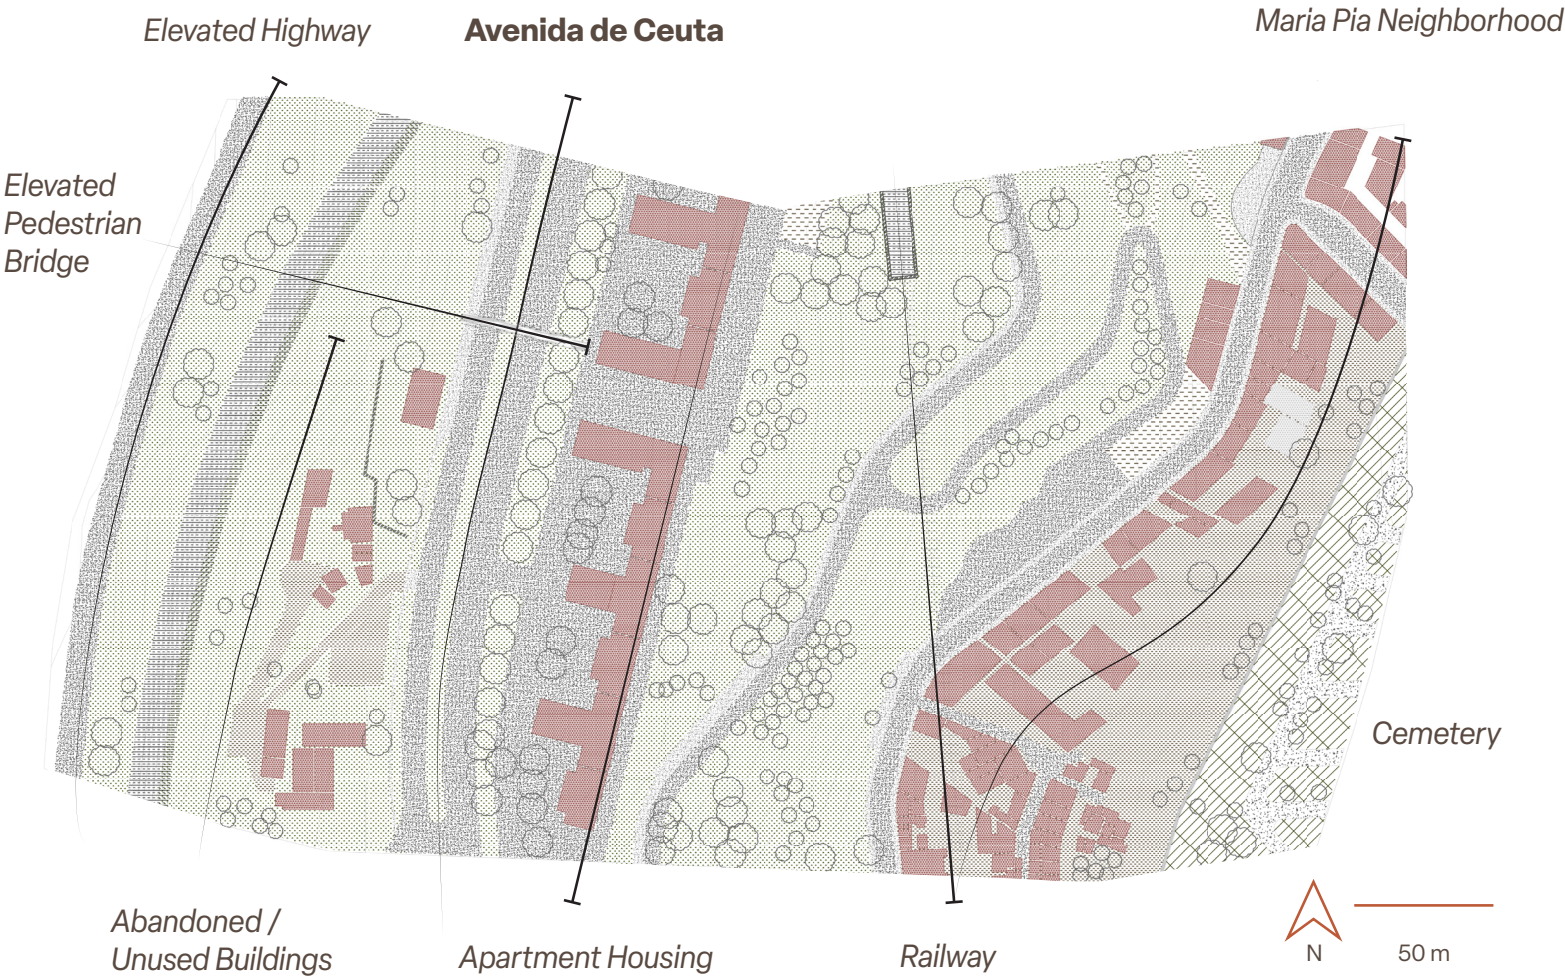 Elevated Highway
Avenida de Ceuta
Maria Pia Neighborhood
Elevated
Pedestrian
Bridge
Cemetery
Abandoned /
Unused Buildings
Apartment Housing
Railway
N
50 m